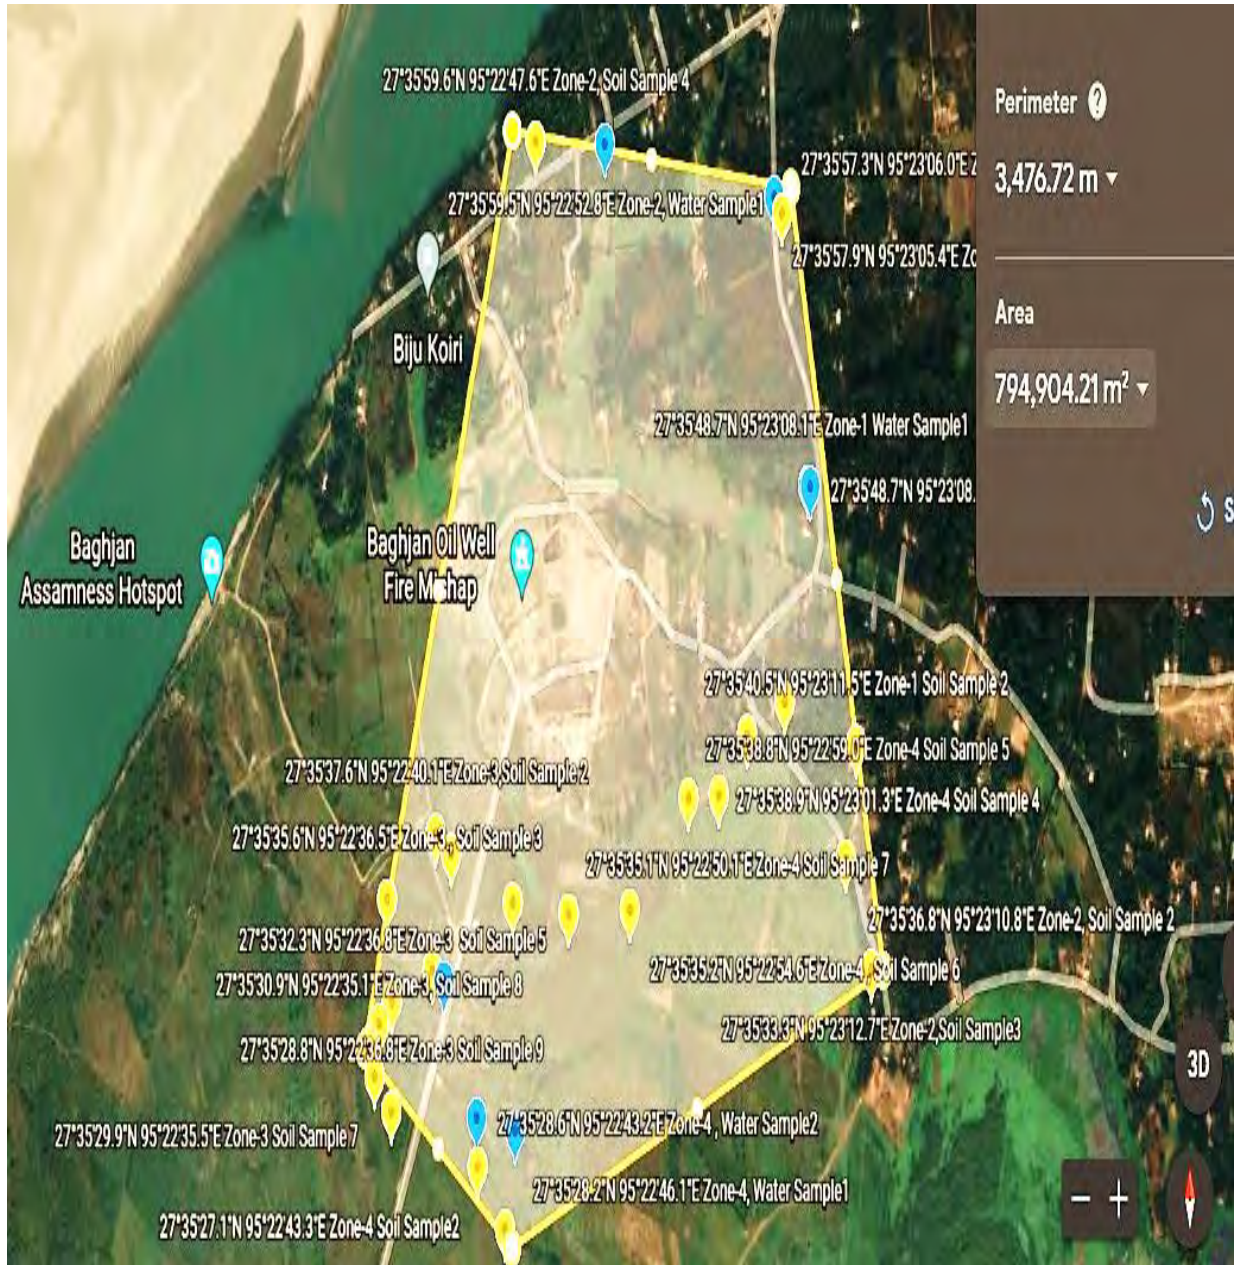 27°35'59.6"N 95°22'47.6"E Zone-2, Soil Sample 4
Perimeter ?
3,476.72 m
27°35'57.3"N 95°23'06.0"E Z
27°35'59.5"N 95°22'52.8"E Zone-2, Water Sample1
27°35'57.9"N 95°23'05.4"E Zo
Area
794,904.21 m²
Biju Koiri
27°35'48.7"N 95°23'08.1"E Zone-1 Water Sample1
27°35'48.7"N 95°23'08.
S
Baghjan
Assamness Hotspot
Baghjan Oil Well
Fire Mishap
27°35'40.5"N 95°23'11.5"E Zone-1 Soil Sample 2
27°35'38.8"N 95°22'59.0"E Zone-4 Soil Sample 5
27°35'37.6"N 95°22'40.1"E Zone-3,Soil Sample 2
27°35'38.9"N 95°23'01.3"E Zone-4 Soil Sample 4
27°35'35.6"N 95°22'36.5"E Zone-3, Soil Sample 3
27°35'35.1"N 95°22'50.1"E Zone-4 Soil Sample 7
27°35'36.8"N 95°23'10.8"E Zone-2, Soil Sample 2
27°35'32.3"N 95°22'36.8"E Zone-3 Soil Sample 5
27°35'35.2"N 95°22'54.6"E Zone-4, Soil Sample 6
27°35'30.9"N 95°22'35.1"E Zone-3, Soil Sample 8
27°35'33.3"N 95°23'12.7"E Zone-2,Soil Sample3
27°35'28.8"N 95°22'36.8"E Zone-3 Soil Sample 9
3D
27°35'28.6"N 95°22'43.2"E Zone-4 , Water Sample2
27°35'29.9"N 95°22'35.5"E Zone-3 Soil Sample 7
27°35'28.2"N 95°22'46.1"E Zone-4, Water Sample1
27°35'27.1"N 95°22'43.3"E Zone-4 Soil Sample2